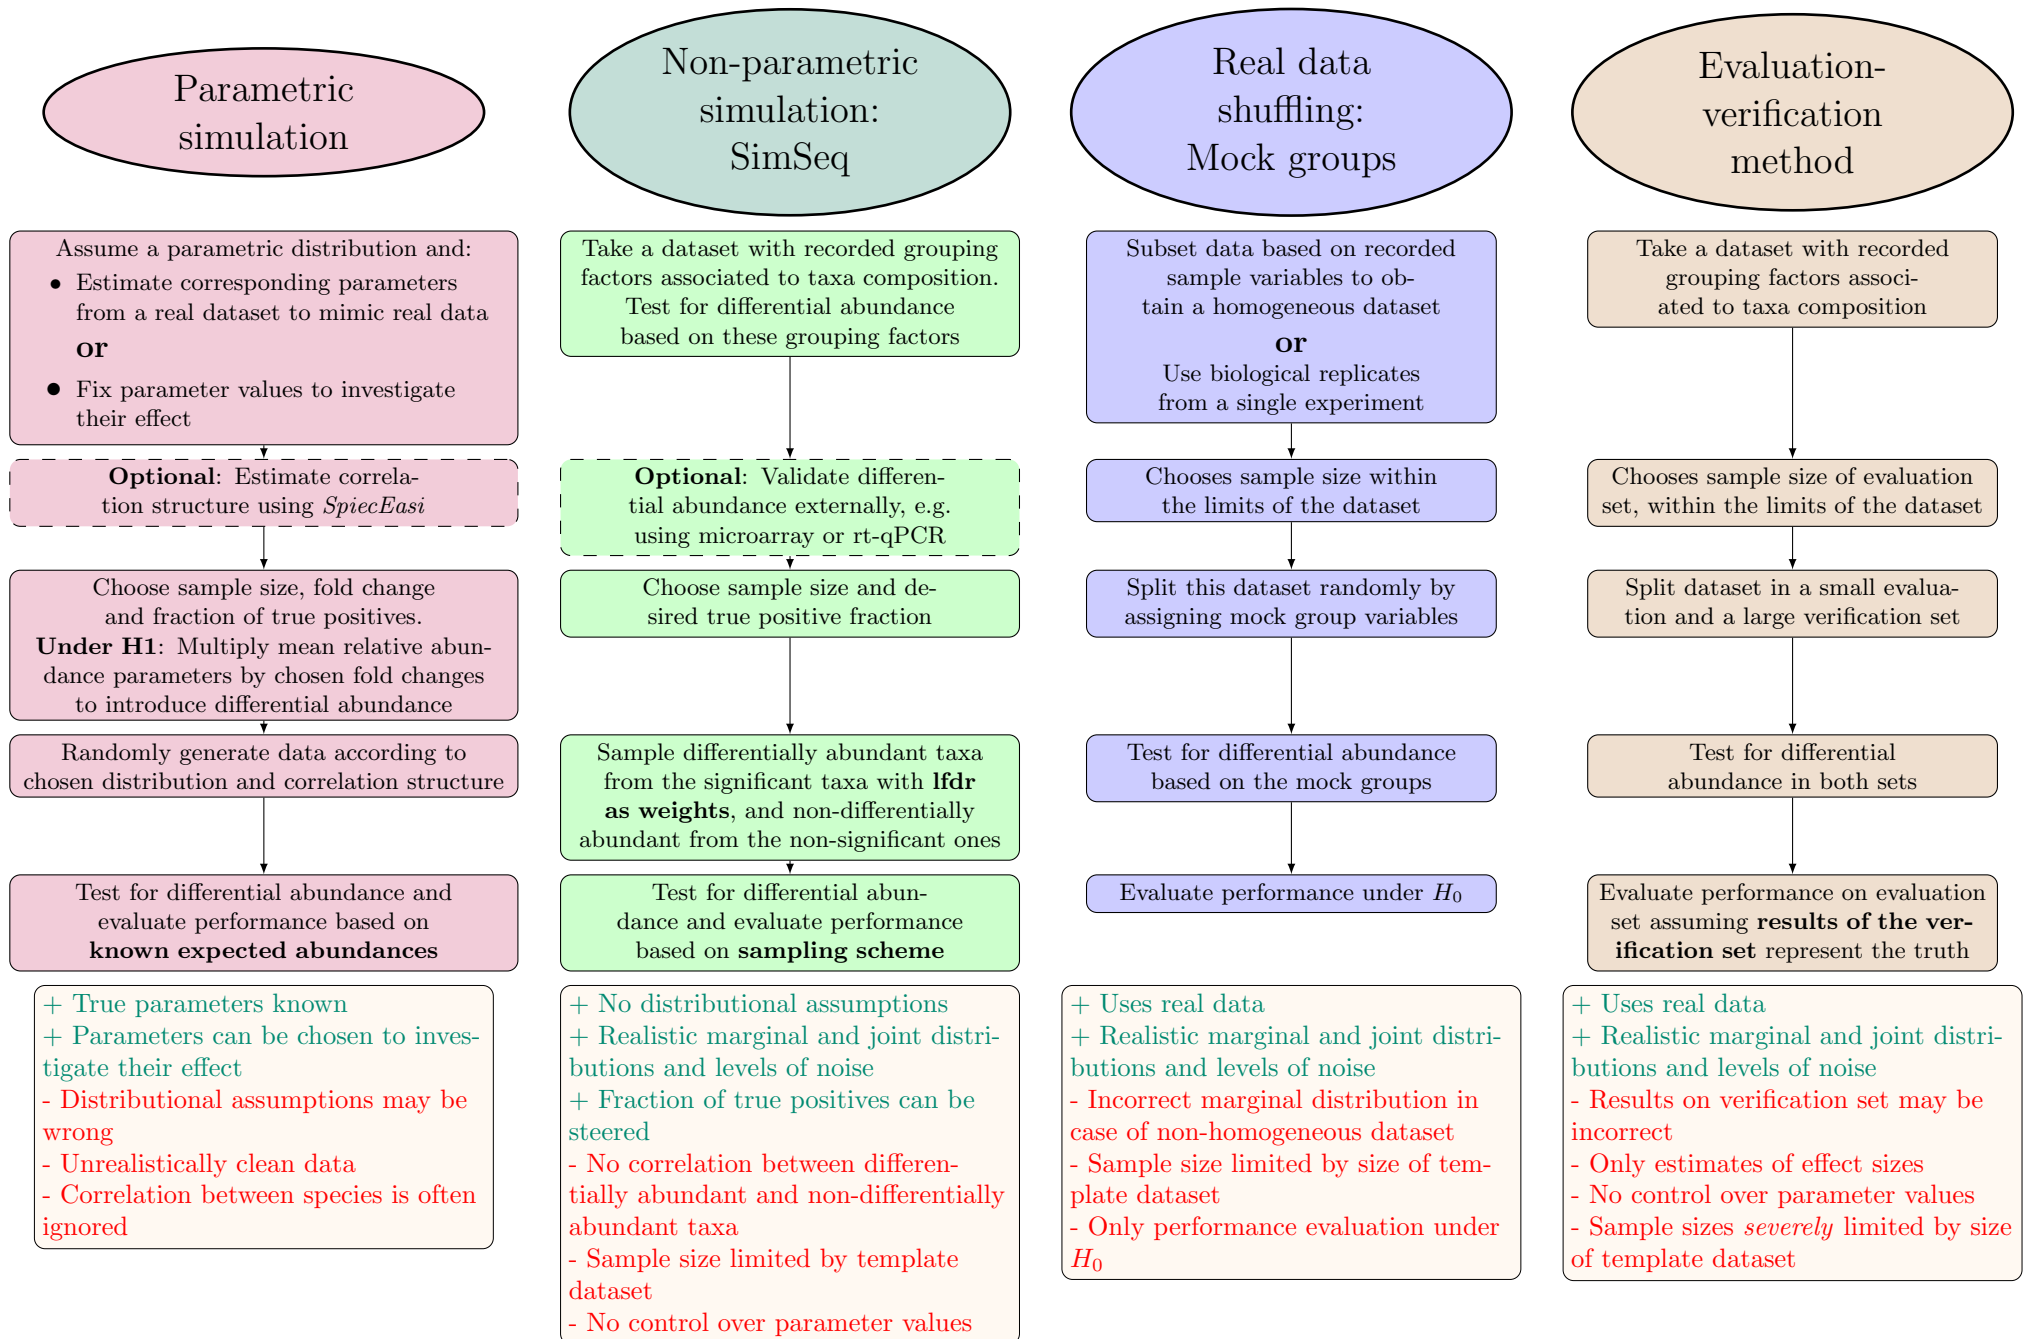 Parametric
simulation
Assume a parametric distribution and:
• Estimate corresponding parameters
from a real dataset to mimic real data
or
• Fix parameter values to investigate
their effect
Optional: Estimate correla-
tion structure using SpiecEasi
Choose sample size, fold change
and fraction of true positives.
Under H1: Multiply mean relative abun-
dance parameters by chosen fold changes
to introduce differential abundance
Randomly generate data according to
chosen distribution and correlation structure
Test for differential abundance and
evaluate performance based on
known expected abundances
+ True parameters known
+ Parameters can be chosen to inves-
tigate their effect
- Distributional assumptions may be
wrong
- Unrealistically clean data
- Correlation between species is often
ignored
Non-parametric
simulation:
SimSeq
Take a dataset with recorded grouping
factors associated to taxa composition.
Test for differential abundance
based on these grouping factors
Optional: Validate differen-
tial abundance externally, e.g.
using microarray or rt-qPCR
Choose sample size and de-
sired true positive fraction
Sample differentially abundant taxa
from the significant taxa with lfdr
as weights, and non-differentially
abundant from the non-significant ones
Test for differential abun-
dance and evaluate performance
based on sampling scheme
+ No distributional assumptions
+ Realistic marginal and joint distri-
butions and levels of noise
+ Fraction of true positives can be
steered
- No correlation between differen-
tially abundant and non-differentially
abundant taxa
- Sample size limited by template
dataset
- No control over parameter values
Real data
shuffling:
Mock groups
Subset data based on recorded
sample variables to ob-
tain a homogeneous dataset
or
Use biological replicates
from a single experiment
Chooses sample size within
the limits of the dataset
Split this dataset randomly by
assigning mock group variables
Test for differential abundance
based on the mock groups
Evaluate performance under H0
+ Uses real data
+ Realistic marginal and joint distri-
butions and levels of noise
- Incorrect marginal distribution in
case of non-homogeneous dataset
- Sample size limited by size of tem-
plate dataset
- Only performance evaluation under
H0
Evaluation-
verification
method
Take a dataset with recorded
grouping factors associ-
ated to taxa composition
Chooses sample size of evaluation
set, within the limits of the dataset
Split dataset in a small evalua-
tion and a large verification set
Test for differential
abundance in both sets
Evaluate performance on evaluation
set assuming results of the ver-
ification set represent the truth
+ Uses real data
+ Realistic marginal and joint distri-
butions and levels of noise
- Results on verification set may be
incorrect
- Only estimates of effect sizes
- No control over parameter values
- Sample sizes severely limited by size
of template dataset